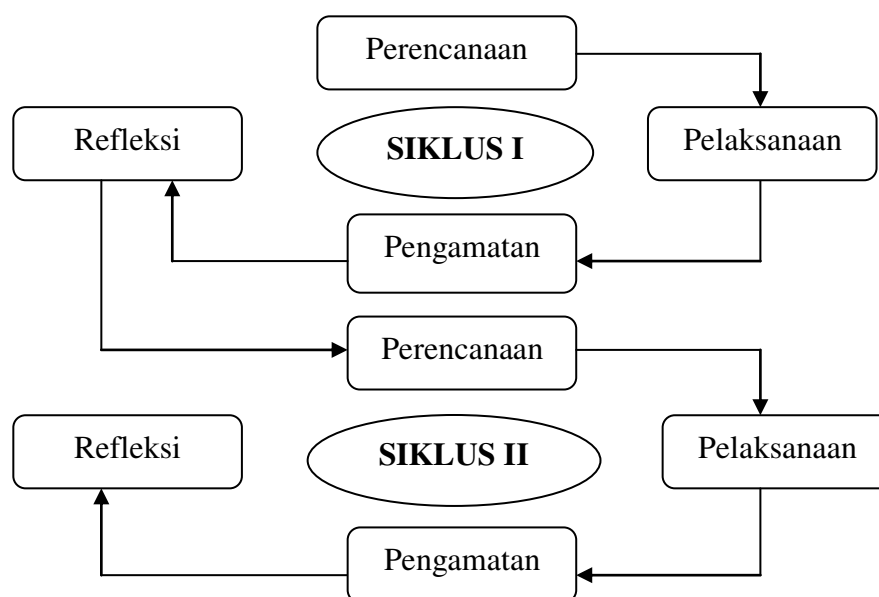 Perencanaan
Refleksi
SIKLUS I
Pelaksanaan
Pengamatan
Perencanaan
Refleksi
SIKLUS II
Pelaksanaan
Pengamatan